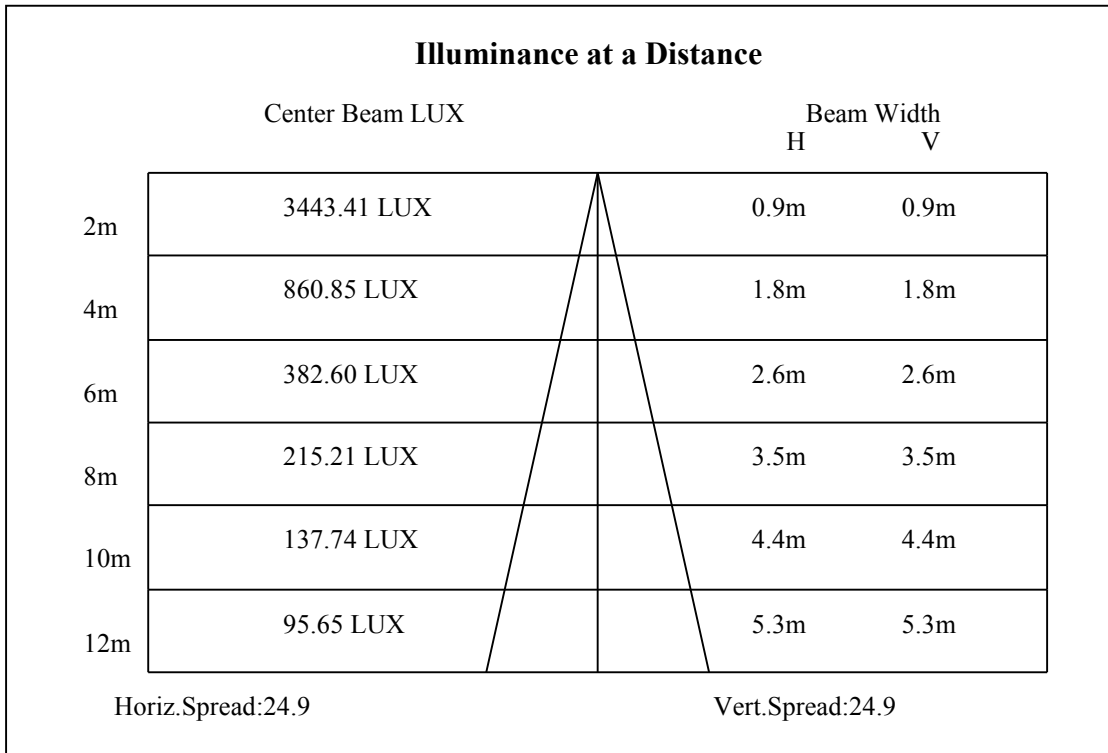 Illuminance at a Distance
Center Beam LUX Beam Width
H V
2m 3443.41 LUX 0.9m 0.9m
4m 860.85 LUX 1.8m 1.8m
6m 382.60 LUX 2.6m 2.6m
8m 215.21 LUX 3.5m 3.5m
10m 137.74 LUX 4.4m 4.4m
12m 95.65 LUX 5.3m 5.3m
Horiz.Spread:24.9 Vert.Spread:24.9